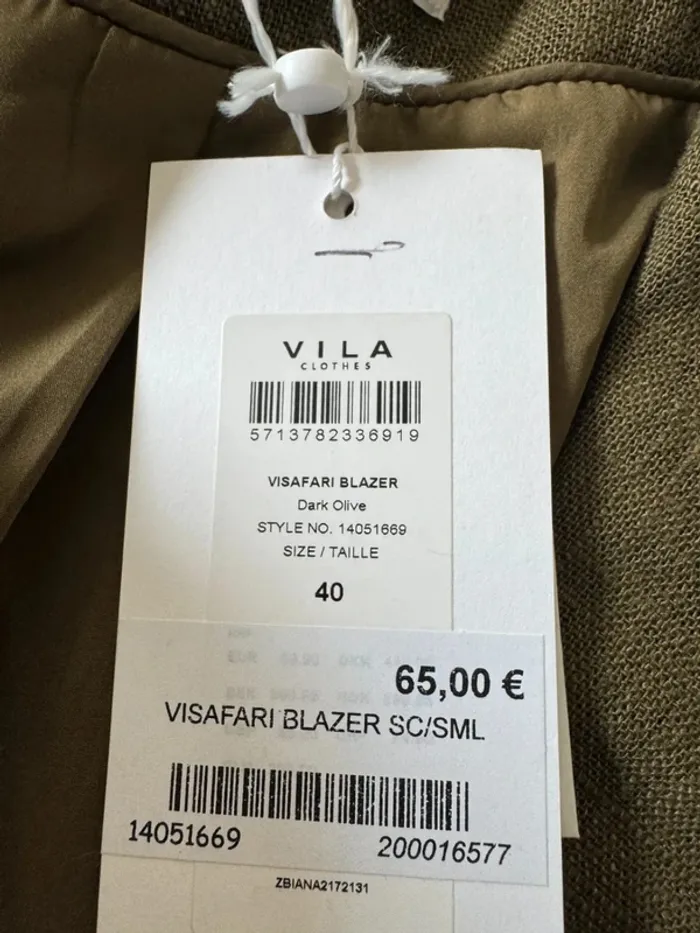 VILA
CLOTHES
5713782336919
VISAFARI BLAZER
Dark Olive
STYLE NO. 14051669
SIZE / TAILLE
40
65,00 €
VISAFARI BLAZER SC/SML
14051669
200016577
ZBIANA2172131